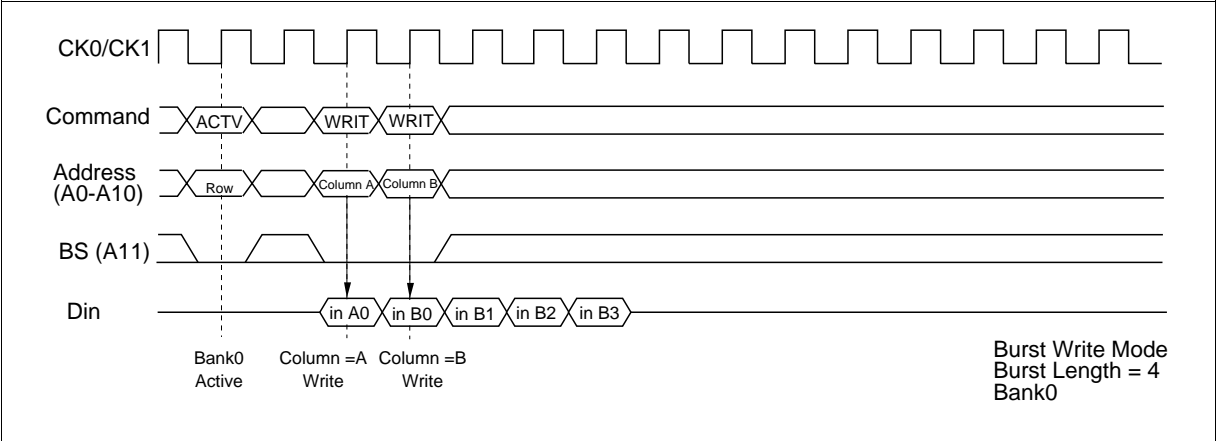 CK0/CK1
Command ACTV WRIT WRIT
Address
(A0-A10) Row Column A Column B
BS (A11)
Din in A0 in B0 in B1 in B2 in B3
Bank0 Column =A Column =B
Active Write Write
Burst Write Mode
Burst Length = 4
Bank0